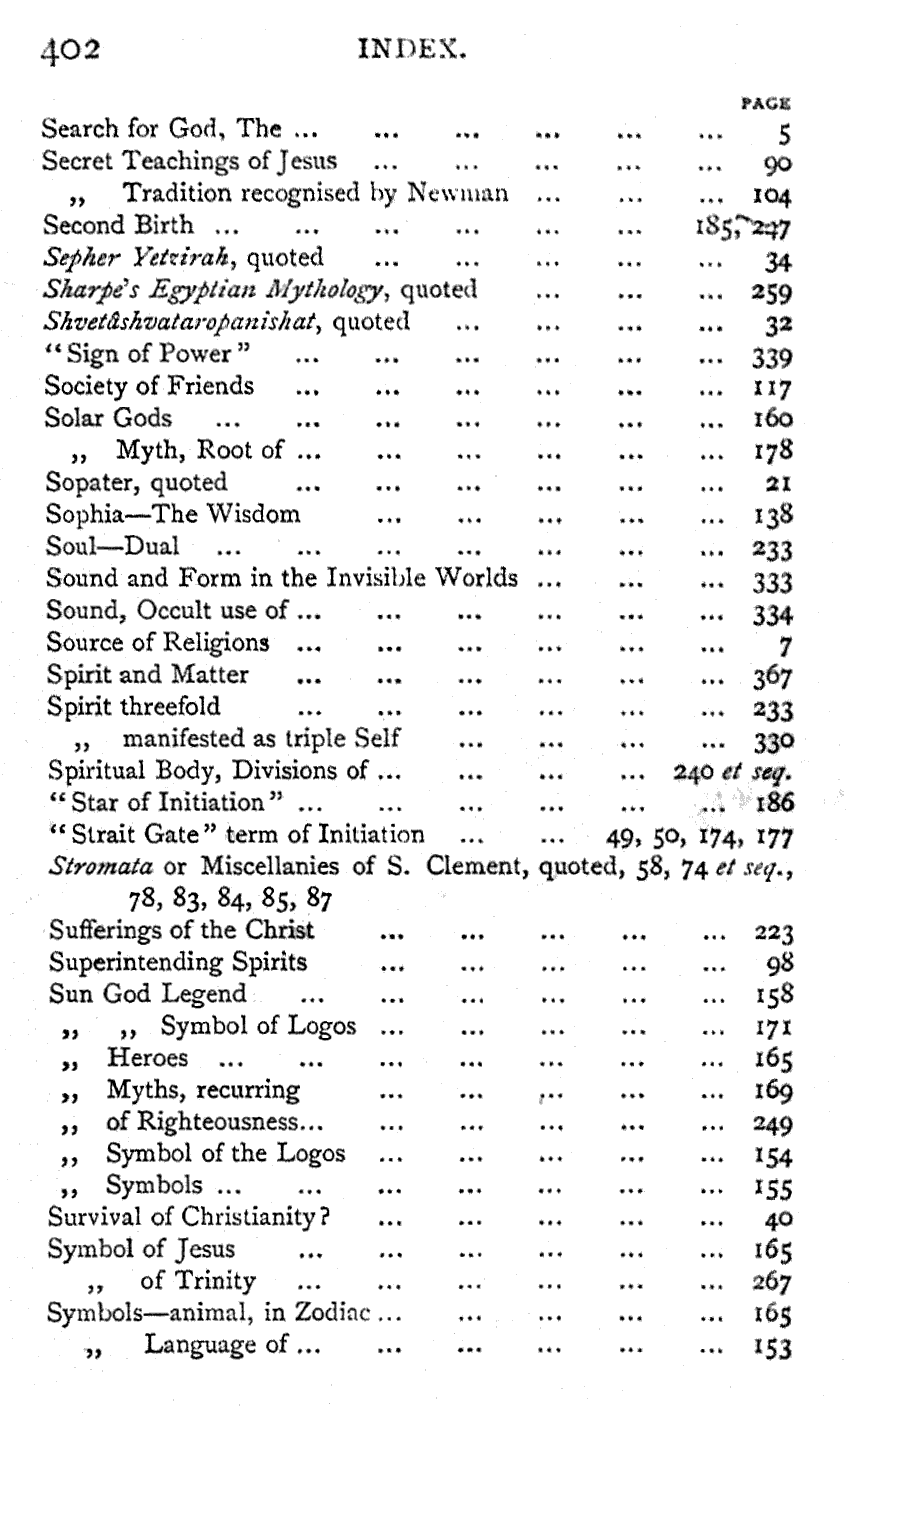 402 INDEX.
PAGE
Search for God, The ... ... ... ... ... ... 5
Secret Teachings of Jesus ... ... ... ... ... 90
„ Tradition recognised by Newman ... ... ... 104
Second Birth ... ... ... ... ... ... 185, 247
Sepher Yetzirah, quoted ... ... ... ... ... 34
Sharpe's Egyptian Mythology, quoted ... ... ... 259
Shvetâshvataropanishat, quoted ... ... ... ... 32
“Sign of Power” ... ... ... ... ... ... 339
Society of Friends ... ... ... ... ... ... 117
Solar Gods ... ... ... ... ... ... ... 160
„ Myth, Root of ... ... ... ... ... ... 178
Sopater, quoted ... ... ... ... ... ... 21
Sophia—The Wisdom ... ... ... ... ... 138
Soul—Dual ... ... ... ... ... ... ... 233
Sound and Form in the Invisible Worlds ... ... ... 333
Sound, Occult use of ... ... ... ... ... ... 334
Source of Religions ... ... ... ... ... ... 7
Spirit and Matter ... ... ... ... ... ... 367
Spirit threefold ... ... ... ... ... ... 233
„ manifested as triple Self ... ... ... ... 330
Spiritual Body, Divisions of ... ... ... ... 240 et seq.
“Star of Initiation” ... ... ... ... ... ... 186
“Strait Gate” term of Initiation ... ... 49, 50, 174, 177
Stromata or Miscellanies of S. Clement, quoted, 58, 74 et seq.,
78, 83, 84, 85, 87
Sufferings of the Christ ... ... ... ... ... 223
Superintending Spirits ... ... ... ... ... 98
Sun God Legend ... ... ... ... ... ... 158
„ „ Symbol of Logos ... ... ... ... ... 171
„ Heroes ... ... ... ... ... ... ... 165
„ Myths, recurring ... ... ... ... ... 169
„ of Righteousness... ... ... ... ... ... 249
„ Symbol of the Logos ... ... ... ... ... 154
„ Symbols ... ... ... ... ... ... ... 155
Survival of Christianity? ... ... ... ... ... 40
Symbol of Jesus ... ... ... ... ... ... 165
„ of Trinity ... ... ... ... ... ... 267
Symbols—animal, in Zodiac ... ... ... ... ... 165
„ Language of ... ... ... ... ... ... 153